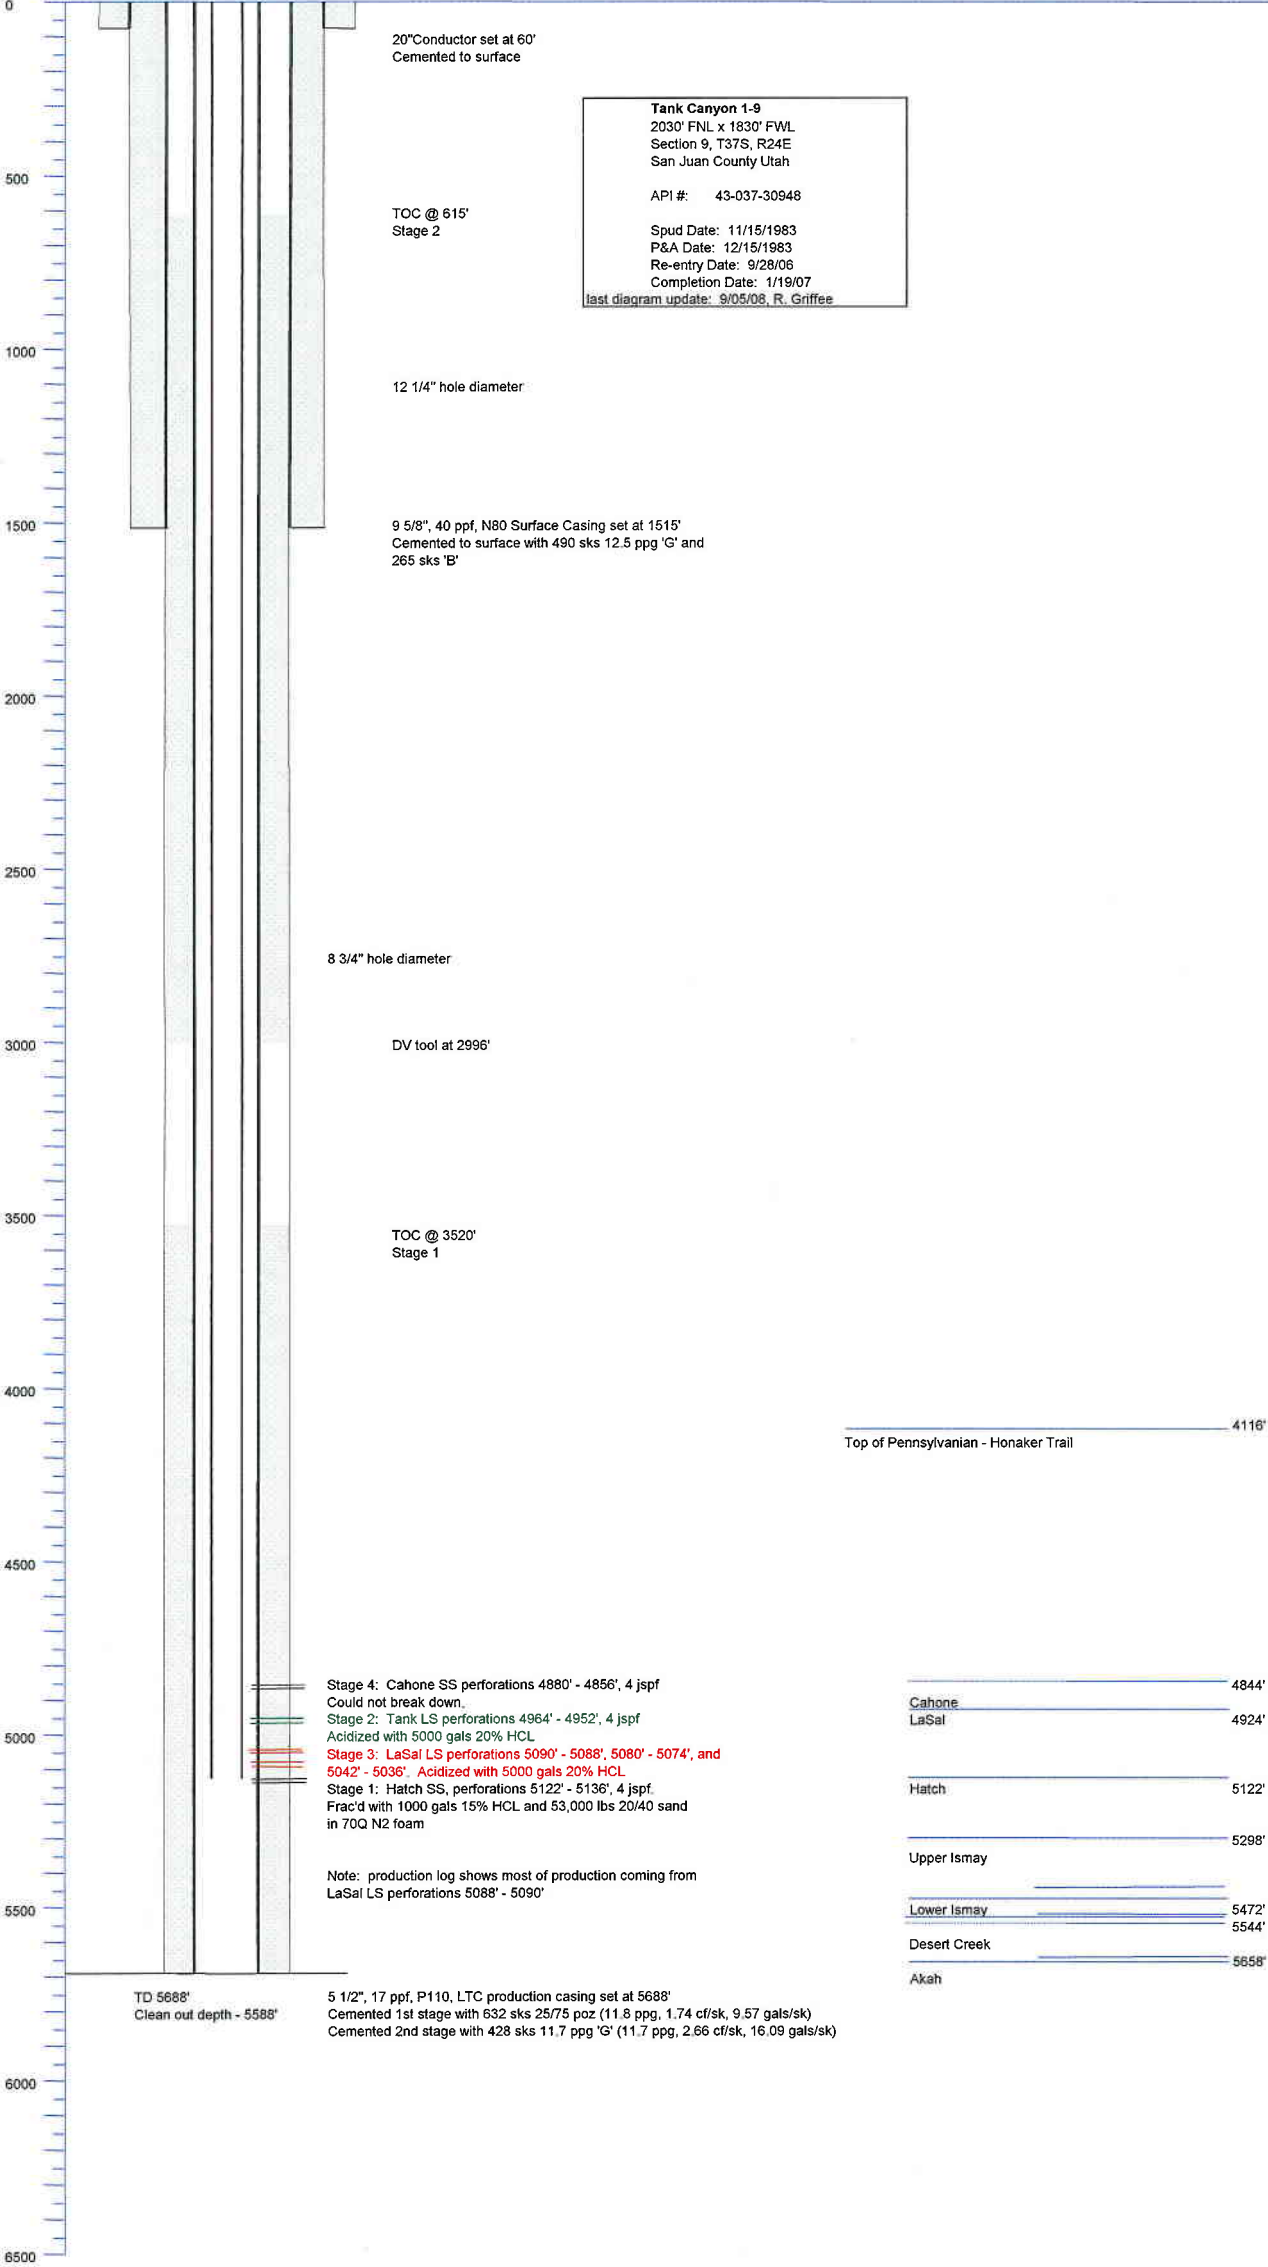 0
20"Conductor set at 60'
Cemented to surface
Tank Canyon 1-9
2030' FNL x 1830' FWL
Section 9, T37S, R24E
San Juan County Utah
API #: 43-037-30948
Spud Date: 11/15/1983
P&A Date: 12/15/1983
Re-entry Date: 9/28/06
Completion Date: 1/19/07
last diagram update: 9/05/08, R. Griffee
500
TOC @ 615'
Stage 2
1000
12 1/4" hole diameter
1500
9 5/8", 40 ppf, N80 Surface Casing set at 1515'
Cemented to surface with 490 sks 12.5 ppg 'G' and
265 sks 'B'
2000
2500
8 3/4" hole diameter
3000
DV tool at 2996'
3500
TOC @ 3520'
Stage 1
4000
4116'
Top of Pennsylvanian - Honaker Trail
4500
Stage 4: Cahone SS perforations 4880' - 4856', 4 jspf
Could not break down.
Stage 2: Tank LS perforations 4964' - 4952', 4 jspf
Acidized with 5000 gals 20% HCL
Stage 3: LaSal LS perforations 5090' - 5088', 5080' - 5074', and
5042' - 5036'. Acidized with 5000 gals 20% HCL
Stage 1: Hatch SS, perforations 5122' - 5136', 4 jspf.
Frac'd with 1000 gals 15% HCL and 53,000 lbs 20/40 sand
in 70Q N2 foam
Note: production log shows most of production coming from
LaSal LS perforations 5088' - 5090'
5000
4844'
Cahone
LaSal 4924'
Hatch 5122'
5298'
Upper Ismay
5500
Lower Ismay 5472'
5544'
Desert Creek
5658'
Akah
TD 5688'
Clean out depth - 5588'
5 1/2", 17 ppf, P110, LTC production casing set at 5688'
Cemented 1st stage with 632 sks 25/75 poz (11.8 ppg, 1.74 cf/sk, 9.57 gals/sk)
Cemented 2nd stage with 428 sks 11.7 ppg 'G' (11.7 ppg, 2.66 cf/sk, 16.09 gals/sk)
6000
6500